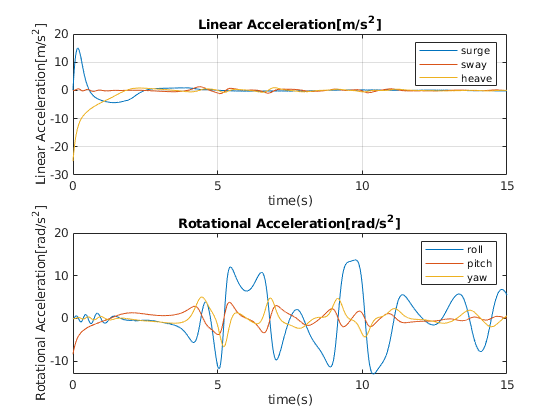 Linear Acceleration[m/s²]
Linear Acceleration[m/s²]
20
10
0
-10
-20
-30
surge
sway
heave
0
5
10
15
time(s)
Rotational Acceleration[rad/s²]
Rotational Acceleration[rad/s²]
20
10
0
-10
roll
pitch
yaw
0
5
10
15
time(s)